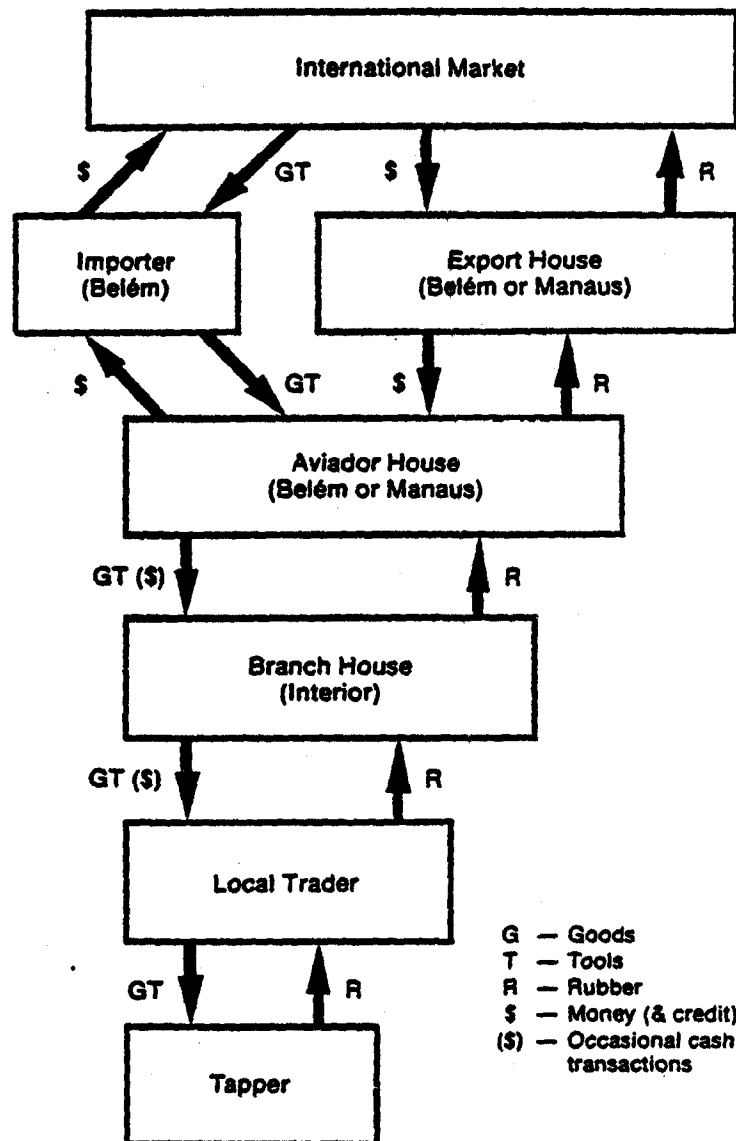 International Market
$
GT
$
R
Importer
(Belém)
Export House
(Belém or Manaus)
$
GT
$
R
Aviador House
(Belém or Manaus)
GT ($)
R
Branch House
(Interior)
GT ($)
R
Local Trader
GT
R
Tapper
G — Goods
T — Tools
R — Rubber
$ — Money (& credit)
($) — Occasional cash
transactions